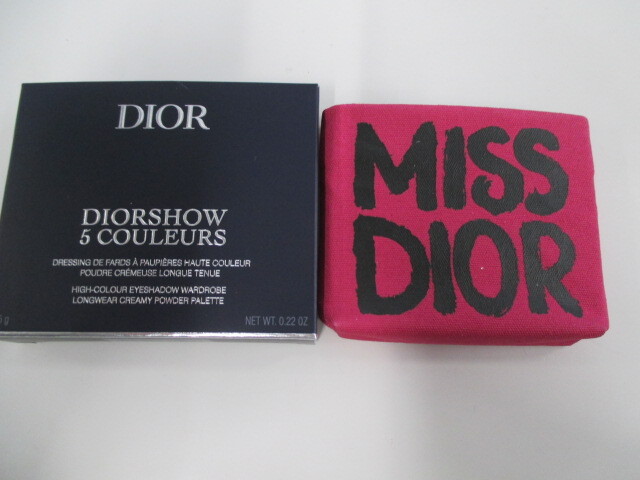 DIOR
DIORSHOW
5 COULEURS
DRESSING DE FARDS À PAUPIÈRES HAUTE COULEUR
POUDRE CRÉMEUSE LONGUE TENUE
HIGH-COLOUR EYESHADOW WARDROBE
LONGWEAR CREAMY POWDER PALETTE
g NET WT. 0.22 OZ
MISS
DIOR